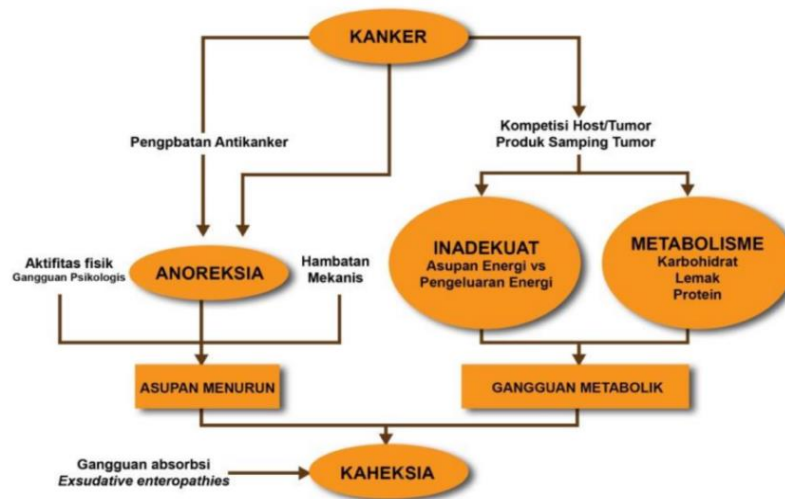 KANKER
Pengpbatan Antikanker
Kompetisi Host/Tumor
Produk Samping Tumor
Aktifitas fisik
Gangguan Psikologis
ANOREKSIA
Hambatan
Mekanis
INADEKUAT
Asupan Energi vs
Pengeluaran Energi
METABOLISME
Karbohidrat
Lemak
Protein
ASUPAN MENURUN
GANGGUAN METABOLIK
Gangguan absorbsi
Exsudative enteropathies
KAHEKSIA